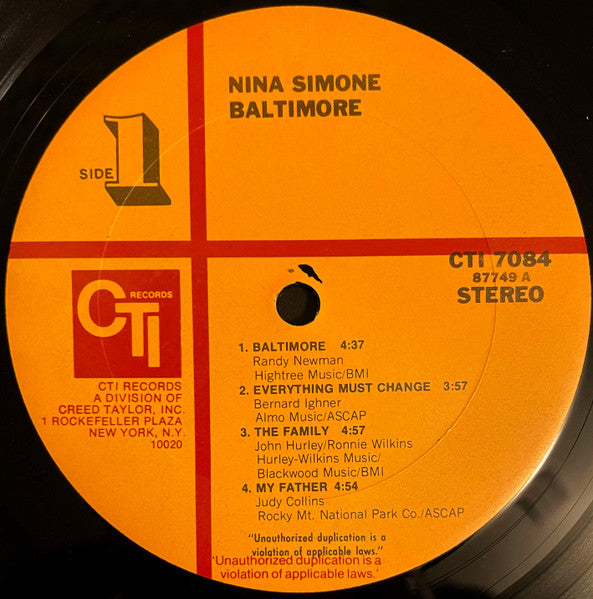 NINA SIMONE
BALTIMORE
SIDE 1
CTI 7084
87749 A
STEREO
CTI RECORDS
CTI RECORDS
A DIVISION OF
CREED TAYLOR, INC.
1 ROCKEFELLER PLAZA
NEW YORK, N.Y.
10020
1. BALTIMORE 4:37
Randy Newman
Hightree Music/BMI
2. EVERYTHING MUST CHANGE 3:57
Bernard Ighner
Almo Music/ASCAP
3. THE FAMILY 4:57
John Hurley/Ronnie Wilkins
Hurley-Wilkins Music/
Blackwood Music/BMI
4. MY FATHER 4:54
Judy Collins
Rocky Mt. National Park Co./ASCAP
"Unauthorized duplication is a
violation of applicable laws."
'Unauthorized duplication is a
violation of applicable laws.'